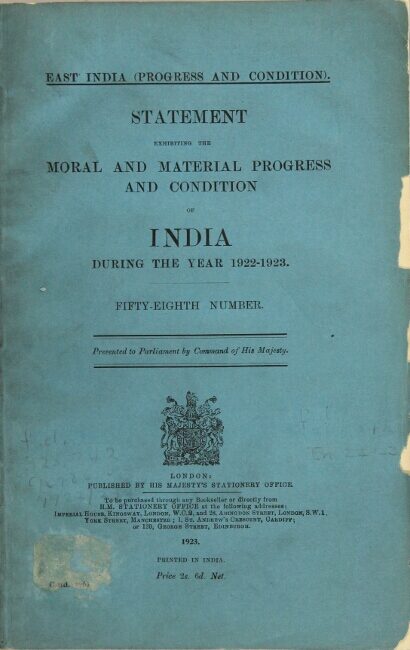 EAST INDIA (PROGRESS AND CONDITION).
STATEMENT
EXHIBITING THE
MORAL AND MATERIAL PROGRESS
AND CONDITION
OF
INDIA
DURING THE YEAR 1922-1923.
FIFTY-EIGHTH NUMBER.
Presented to Parliament by Command of His Majesty.
LONDON:
PUBLISHED BY HIS MAJESTY'S STATIONERY OFFICE
To be purchased through any Bookseller or directly from
H.M. STATIONERY OFFICE at the following addresses:
IMPERIAL HOUSE, KINGSWAY, LONDON, W.C.2, and 28, ABINGDON STREET, LONDON, S.W.1,
YORK STREET, MANCHESTER; 1, ST. ANDREW'S CRESCENT, CARDIFF;
or 120, GEORGE STREET, EDINBURGH.
1923.
PRINTED IN INDIA.
Price 2s. 6d. Net.